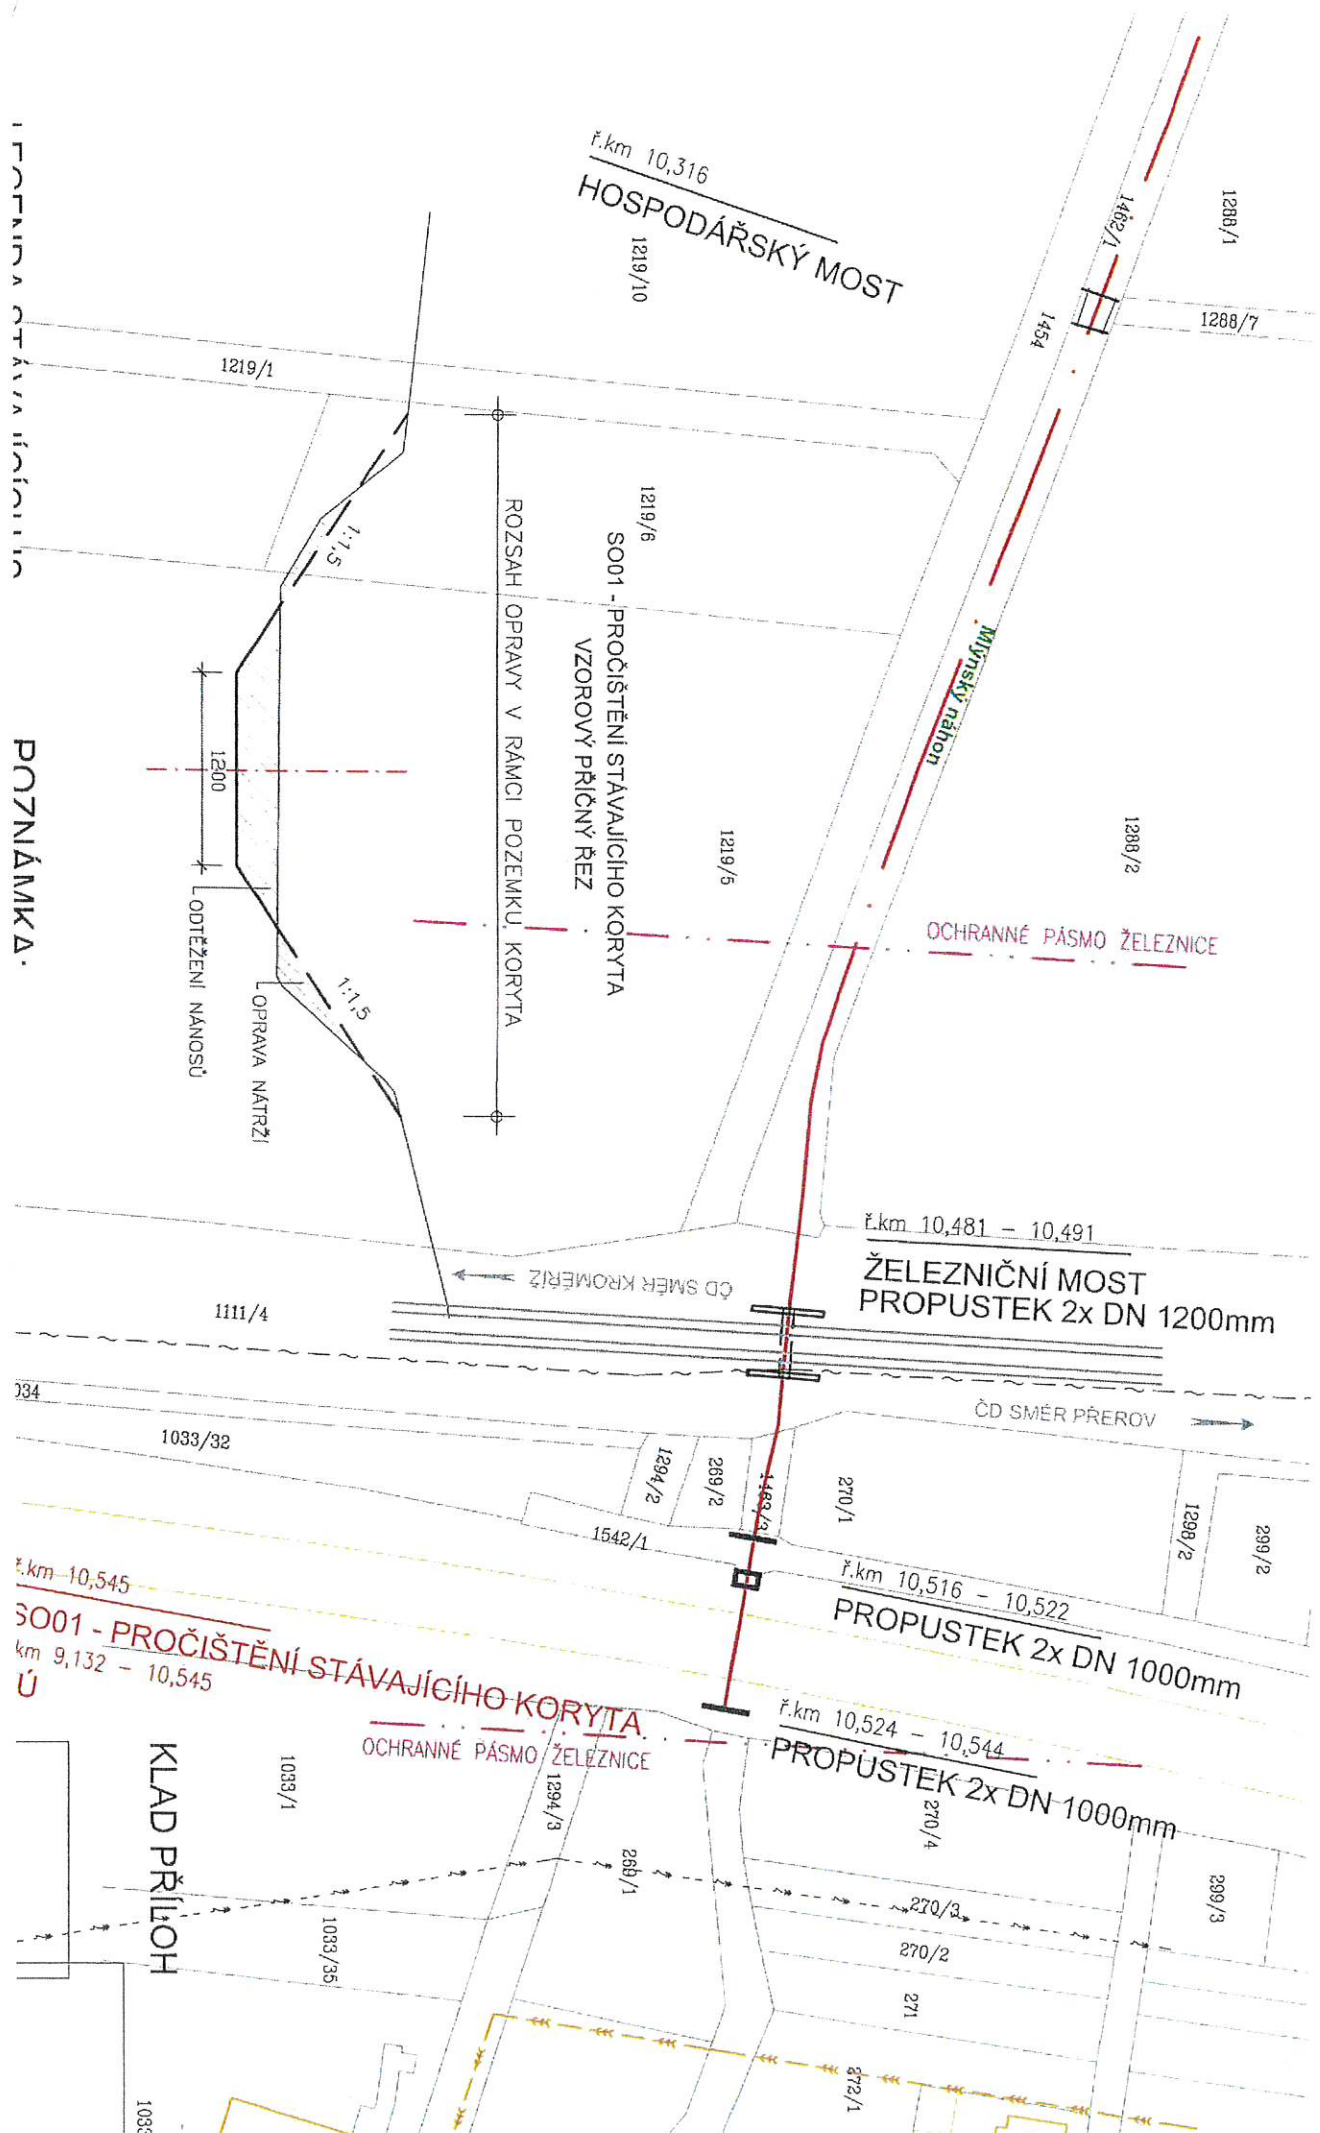 ř.km 10,316
HOSPODÁŘSKÝ MOST
1288/1
1462/1
1288/7
1454
1219/10
1219/1
1219/6
SO01 - PROČIŠTĚNÍ STÁVAJÍCÍHO KORYTA
VZOROVÝ PŘÍČNÝ ŘEZ
ROZSAH OPRAVY V RÁMCI POZEMKU KORYTA
1:1,5
1200
1:1,5
ODTĚŽENÍ NÁNOSŮ
OPRAVA NÁTRŽÍ
POZNÁMKA:
Mlýnský náhon
1288/2
1219/5
OCHRANNÉ PÁSMO ŽELEZNICE
ř.km 10,481 – 10,491
ŽELEZNIČNÍ MOST
PROPUSTEK 2x DN 1200mm
ČD SMĚR KROMĚŘÍŽ
1111/4
ČD SMĚR PŘEROV
034
1033/32
1294/2
269/2
270/1
1298/2
299/2
1542/1
ř.km 10,516 – 10,522
PROPUSTEK 2x DN 1000mm
ř.km 10,545
SO01 - PROČIŠTĚNÍ STÁVAJÍCÍHO KORYTA
km 9,132 – 10,545
Ú
ř.km 10,524 – 10,544
PROPUSTEK 2x DN 1000mm
OCHRANNÉ PÁSMO ŽELEZNICE
KLAD PŘÍLOH
1033/1
1294/3
269/1
270/4
299/3
270/3
270/2
1033/35
271
272/1
1033